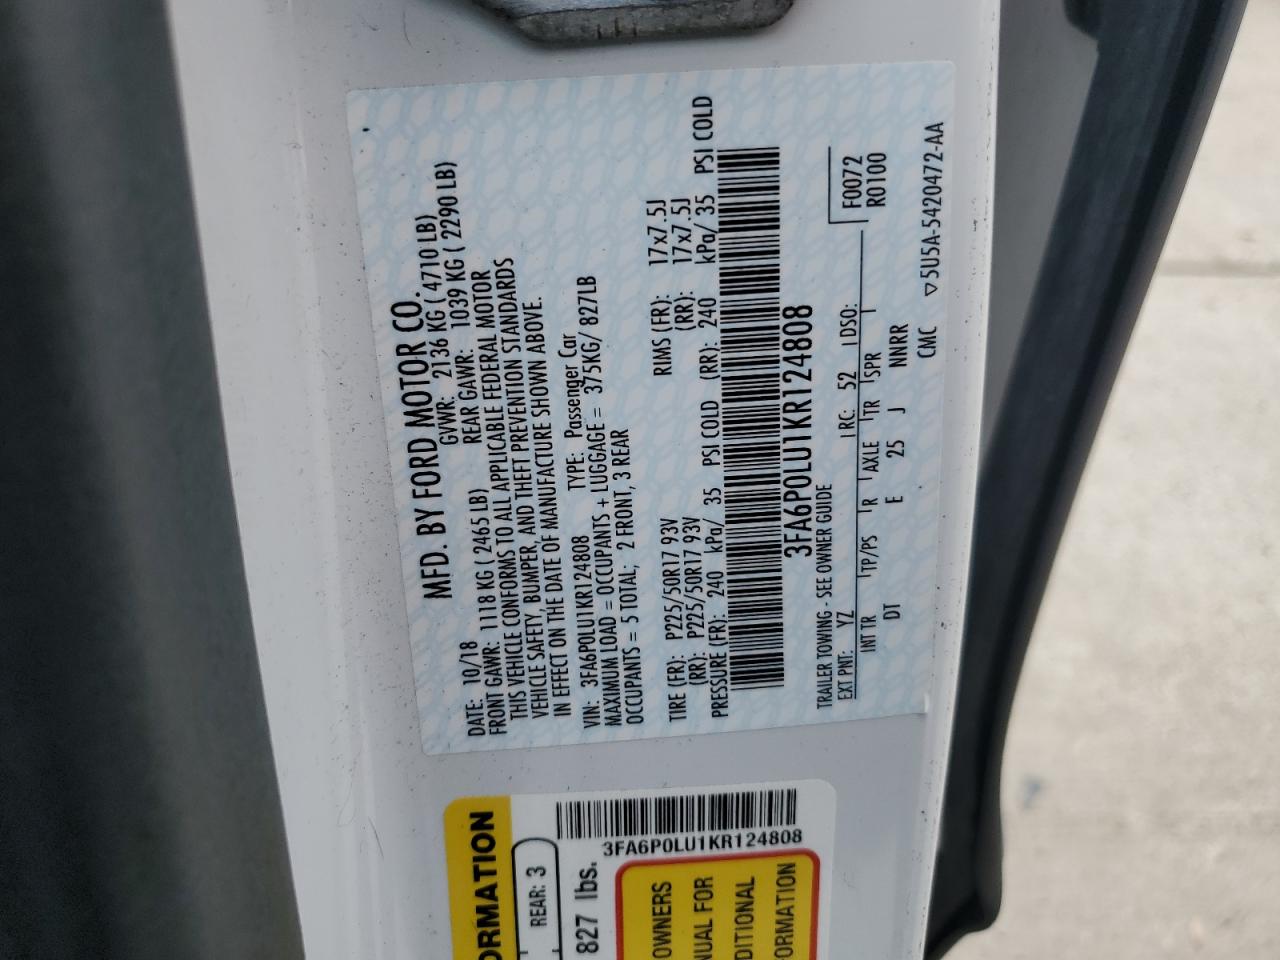 MFD. BY FORD MOTOR CO.
DATE: 10/18 GVWR: 2136 KG ( 4710 LB)
FRONT GAWR: 1118 KG ( 2465 LB) REAR GAWR: 1039 KG ( 2290 LB)
THIS VEHICLE CONFORMS TO ALL APPLICABLE FEDERAL MOTOR
VEHICLE SAFETY, BUMPER, AND THEFT PREVENTION STANDARDS
IN EFFECT ON THE DATE OF MANUFACTURE SHOWN ABOVE.
VIN: 3FA6P0LU1KR124808 TYPE: Passenger Car
MAXIMUM LOAD = OCCUPANTS + LUGGAGE = 375KG/ 827LB
OCCUPANTS = 5 TOTAL; 2 FRONT, 3 REAR
TIRE (FR): P225/50R17 93V RIMS (FR): 17x7.5J
(RR): P225/50R17 93V (RR): 17x7.5J
PRESSURE (FR): 240 kPa/ 35 PSI COLD (RR): 240 kPa/ 35 PSI COLD
3FA6P0LU1KR124808
TRAILER TOWING - SEE OWNER GUIDE
EXT PNT: YZ RC: 52 DSO:
F0072
R0100
INT TR TP/PS R AXLE TR SPR
DT E 25 J NNRR
CMC ▽5U5A-5420472-AA
ORMATION
REAR: 3
827 lbs.
3FA6P0LU1KR124808
OWNERS
NUAL FOR
DITIONAL
ORMATION